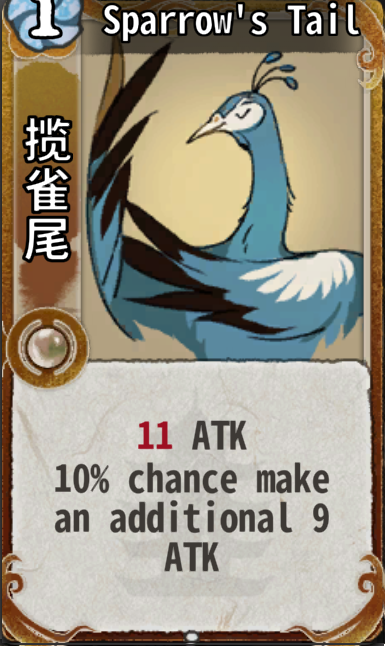 1
Sparrow's Tail
揽雀尾
11 ATK
10% chance make
an additional 9
ATK